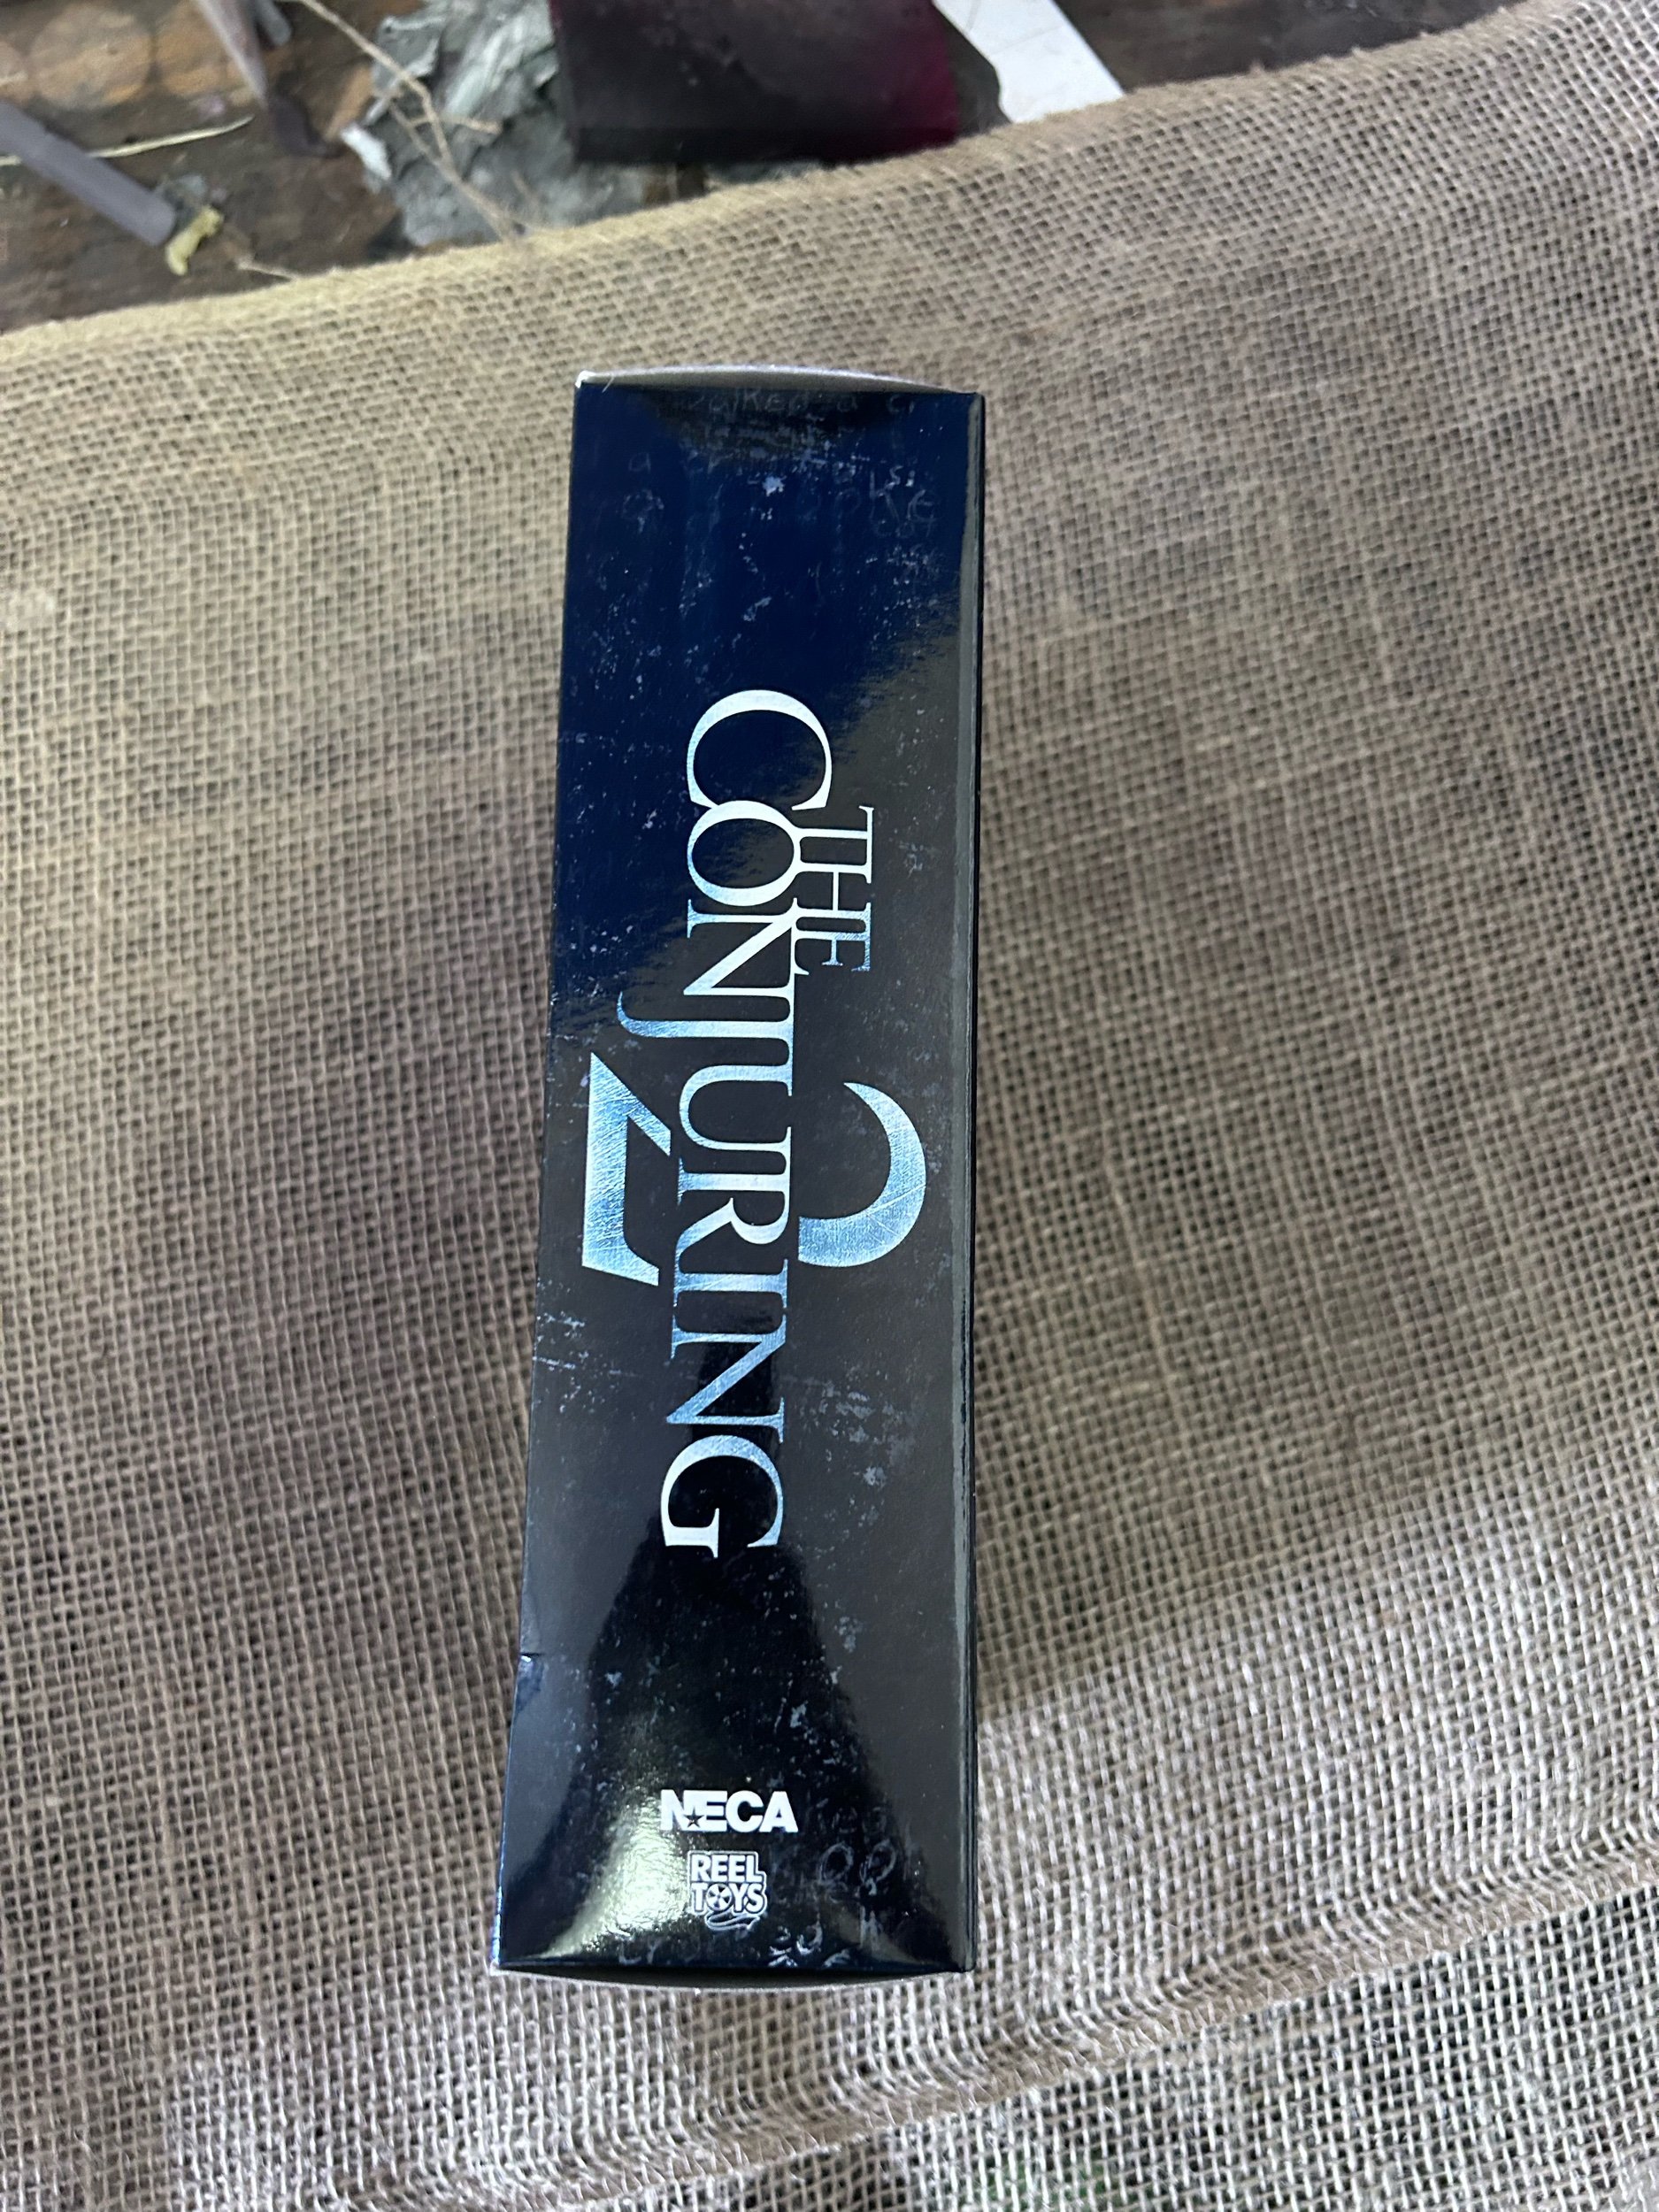 THE
CONJURING
2
NECA
REEL
TOYS